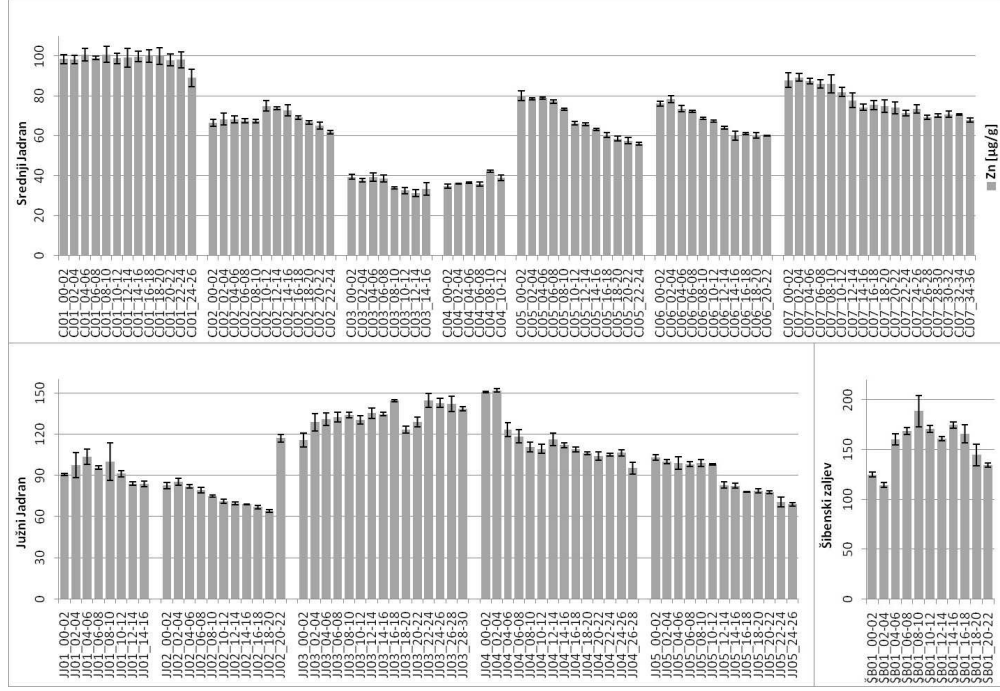 Srednji Jadran
100
80
60
40
20
0
CI01_00-02
CI01_02-04
CI01_04-06
CI01_06-08
CI01_08-10
CI01_10-12
CI01_12-14
CI01_14-16
CI01_16-18
CI01_18-20
CI01_20-22
CI01_22-24
CI01_24-26
CI02_00-02
CI02_02-04
CI02_04-06
CI02_06-08
CI02_08-10
CI02_10-12
CI02_12-14
CI02_14-16
CI02_16-18
CI02_18-20
CI02_20-22
CI02_22-24
CI03_00-02
CI03_02-04
CI03_04-06
CI03_06-08
CI03_08-10
CI03_10-12
CI03_12-14
CI03_14-16
CI04_00-02
CI04_02-04
CI04_04-06
CI04_06-08
CI04_08-10
CI04_10-12
CI05_00-02
CI05_02-04
CI05_04-06
CI05_06-08
CI05_08-10
CI05_10-12
CI05_12-14
CI05_14-16
CI05_16-18
CI05_18-20
CI05_20-22
CI05_22-24
CI06_00-02
CI06_02-04
CI06_04-06
CI06_06-08
CI06_08-10
CI06_10-12
CI06_12-14
CI06_14-16
CI06_16-18
CI06_18-20
CI06_20-22
CI07_00-02
CI07_02-04
CI07_04-06
CI07_06-08
CI07_08-10
CI07_10-12
CI07_12-14
CI07_14-16
CI07_16-18
CI07_18-20
CI07_20-22
CI07_22-24
CI07_24-26
CI07_26-28
CI07_28-30
CI07_30-32
CI07_32-34
CI07_34-36
Zn [µg/g]
Južni Jadran
150
120
90
60
30
0
JJ01_00-02
JJ01_02-04
JJ01_04-06
JJ01_06-08
JJ01_08-10
JJ01_10-12
JJ01_12-14
JJ01_14-16
JJ02_00-02
JJ02_02-04
JJ02_04-06
JJ02_06-08
JJ02_08-10
JJ02_10-12
JJ02_12-14
JJ02_14-16
JJ02_16-18
JJ02_18-20
JJ02_20-22
JJ03_00-02
JJ03_02-04
JJ03_04-06
JJ03_06-08
JJ03_08-10
JJ03_10-12
JJ03_12-14
JJ03_14-16
JJ03_16-18
JJ03_18-20
JJ03_20-22
JJ03_22-24
JJ03_24-26
JJ03_26-28
JJ03_28-30
JJ04_00-02
JJ04_02-04
JJ04_04-06
JJ04_06-08
JJ04_08-10
JJ04_10-12
JJ04_12-14
JJ04_14-16
JJ04_16-18
JJ04_18-20
JJ04_20-22
JJ04_22-24
JJ04_24-26
JJ04_26-28
JJ05_00-02
JJ05_02-04
JJ05_04-06
JJ05_06-08
JJ05_08-10
JJ05_10-12
JJ05_12-14
JJ05_14-16
JJ05_16-18
JJ05_18-20
JJ05_20-22
JJ05_22-24
JJ05_24-26
Šibenski zaljev
200
150
100
50
0
ŠB01_00-02
ŠB01_02-04
ŠB01_04-06
ŠB01_06-08
ŠB01_08-10
ŠB01_10-12
ŠB01_12-14
ŠB01_14-16
ŠB01_16-18
ŠB01_18-20
ŠB01_20-22